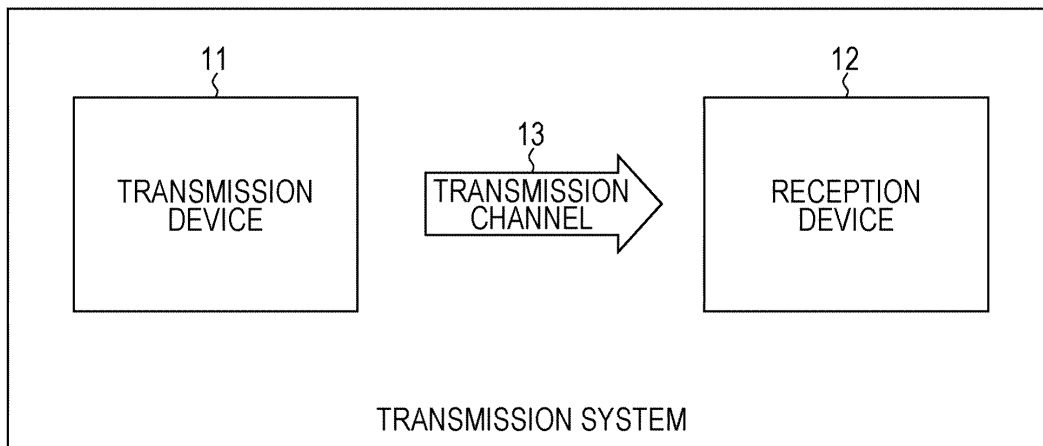 11
12
13
TRANSMISSION
DEVICE
TRANSMISSION
CHANNEL
RECEPTION
DEVICE
TRANSMISSION SYSTEM